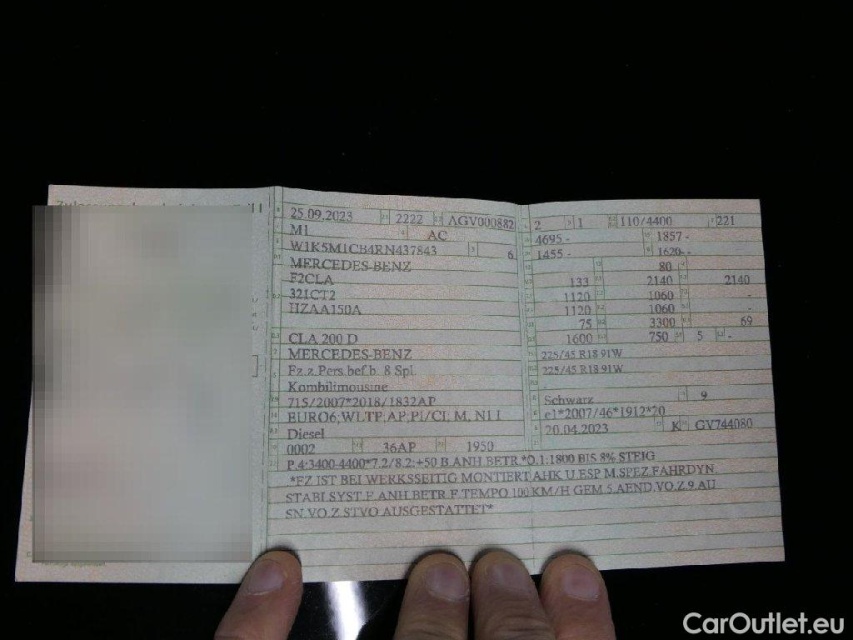 25.09.2023 2222 AGV000882 2 1 110/4400 221
M1 AC 4695 - 1857 -
W1K5M1CB4RN437843 6 1455 - 1620 -
MERCEDES-BENZ 80
F2CLA 133 2140 2140
321CT2 1120 1060 -
HZAA150A 1120 1060 -
75 3300 69
CLA 200 D 1600 750 5 -
MERCEDES-BENZ 225/45 R18 91W
Fz.z.Pers.bef.b. 8 Spl. 225/45 R18 91W
Kombilimousine
715/2007*2018/1832AP Schwarz 9
EURO6;WLTP;AP;PI/CI, M, N1 I e1*2007/46*1912*20
Diesel 20.04.2023 K GV744080
0002 36AP 1950
P.4:3400-4400*7.2/8.2:+50 B.ANH BETR.*O.1:1800 BIS 8% STEIG
*FZ IST BEI WERKSSEITIG MONTIERT.AHK U ESP M.SPEZ.FAHRDYN.
STABI.SYST.F.ANH.BETR.F.TEMPO 100 KM/H GEM.5.AEND.VO.Z.9.AU
SN.VO.Z.STVO AUSGESTATTET*
CarOutlet.eu